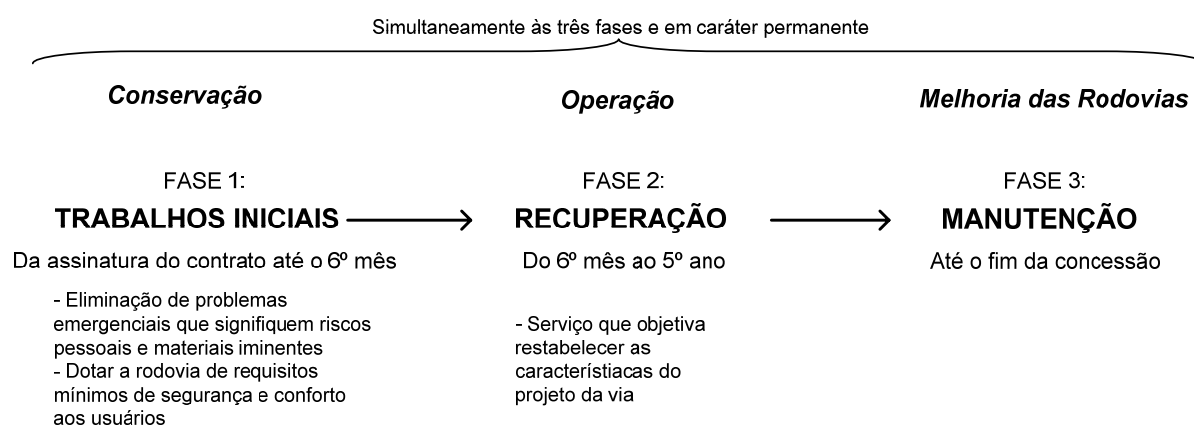 Simultaneamente às três fases e em caráter permanente
Conservação
Operação
Melhoria das Rodovias
FASE 1:
TRABALHOS INICIAIS
Da assinatura do contrato até o 6º mês
- Eliminação de problemas
emergenciais que signifiquem riscos
pessoais e materiais iminentes
- Dotar a rodovia de requisitos
mínimos de segurança e conforto
aos usuários
FASE 2:
RECUPERAÇÃO
Do 6º mês ao 5º ano
- Serviço que objetiva
restabelecer as
característiacas do
projeto da via
FASE 3:
MANUTENÇÃO
Até o fim da concessão